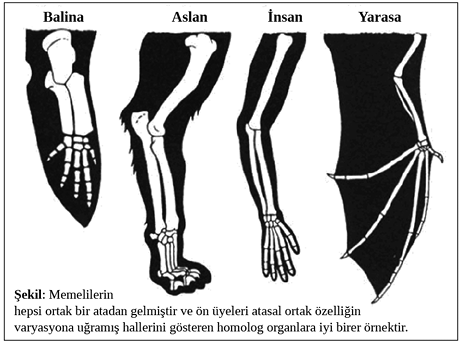 Balina Aslan İnsan Yarasa
Şekil: Memelilerin
hepsi ortak bir atadan gelmiştir ve ön üyeleri atasal ortak özelliğin
varyasyona uğramış hallerini gösteren homolog organlara iyi birer örnektir.